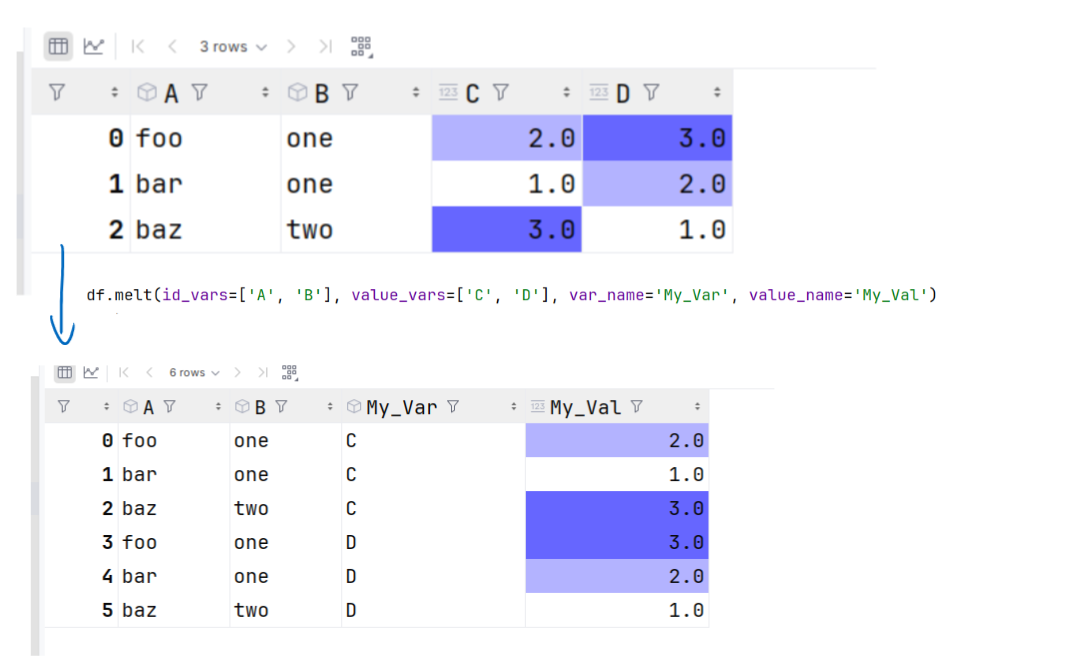 3 rows
123 123
A B C D
0 foo one 2.0 3.0
1 bar one 1.0 2.0
2 baz two 3.0 1.0
df.melt(id_vars=['A', 'B'], value_vars=['C', 'D'], var_name='My_Var', value_name='My_Val')
6 rows
A B My_Var 123 My_Val
0 foo one C 2.0
1 bar one C 1.0
2 baz two C 3.0
3 foo one D 3.0
4 bar one D 2.0
5 baz two D 1.0